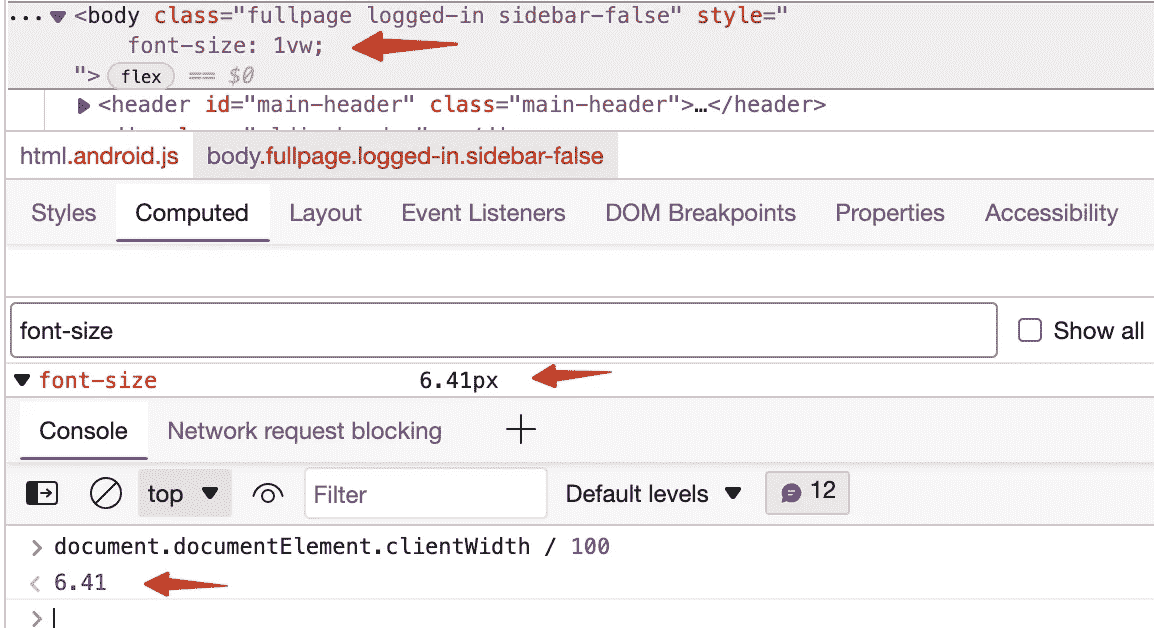 <body class="fullpage logged-in sidebar-false" style="
font-size: 1vw;
"> flex == $0
<header id="main-header" class="main-header">…</header>
html.android.js body.fullpage.logged-in.sidebar-false
Styles Computed Layout Event Listeners DOM Breakpoints Properties Accessibility
font-size Show all
font-size 6.41px
Console Network request blocking +
top Filter Default levels 12
> document.documentElement.clientWidth / 100
< 6.41
>